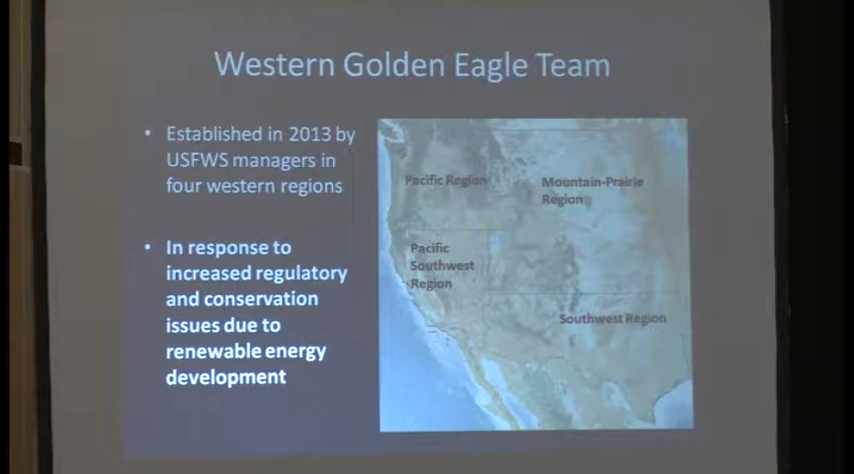 Western Golden Eagle Team
• Established in 2013 by
USFWS managers in
four western regions
• In response to
increased regulatory
and conservation
issues due to
renewable energy
development
Pacific Region
Mountain-Prairie
Region
Pacific
Southwest
Region
Southwest Region